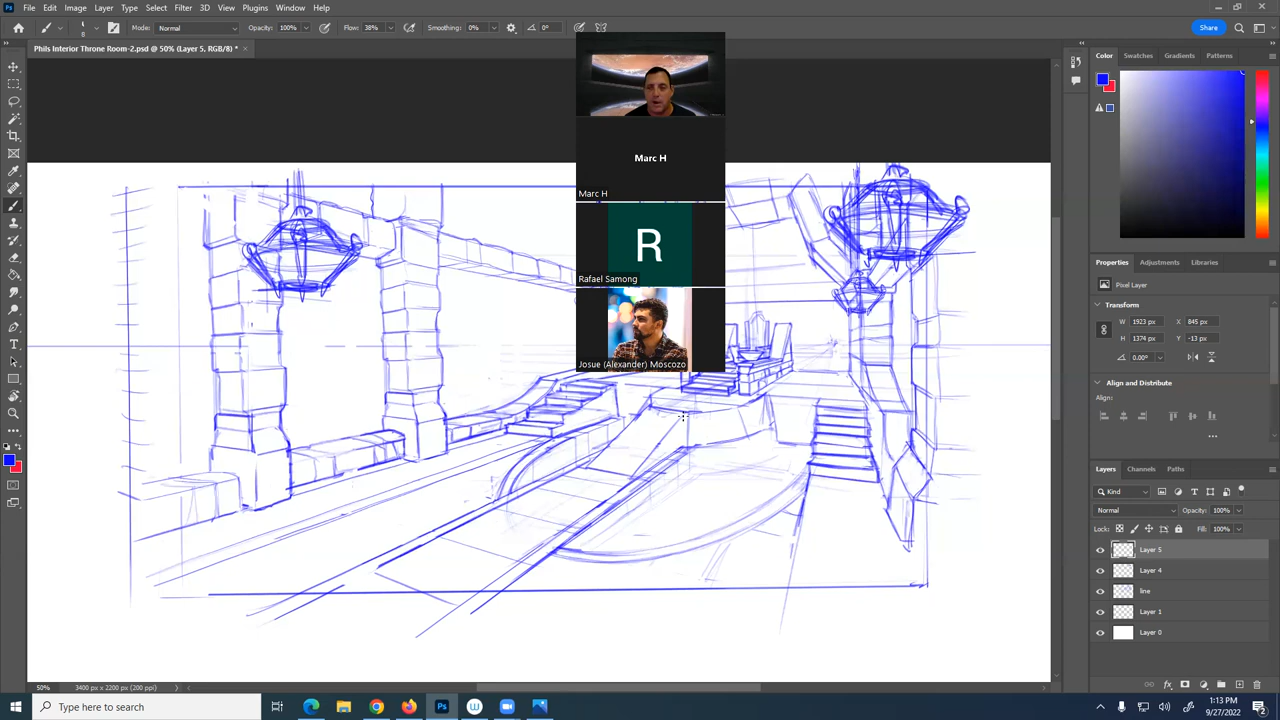 Ps File Edit Image Layer Type Select Filter 3D View Plugins Window Help
8 Mode: Normal Opacity: 100% Flow: 38% Smoothing: 0% 0° Share
Phils Interior Throne Room-2.psd @ 50% (Layer 5, RGB/8) * ×
Color Swatches Gradients Patterns
Marc H
Marc H
R
Rafael Samong
Josue (Alexander) Moscozo
Properties Adjustments Libraries
Pixel Layer
Transform
W 1923 px X 845 px
H 1374 px Y -13 px
0.00°
Align and Distribute
Align:
Layers Channels Paths
Kind
Normal Opacity: 100%
Lock: Fill: 100%
Layer 5
Layer 4
line
Layer 1
Layer 0
50% 3400 px x 2200 px (200 ppi)
Type here to search
Ps
W
1:13 PM
9/27/2022
2